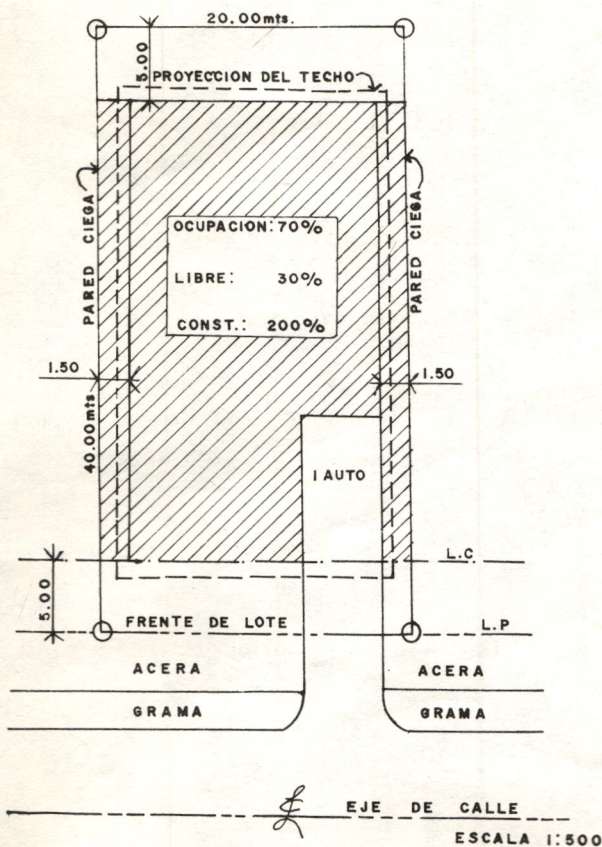 20.00mts.
5.00
PROYECCION DEL TECHO
PARED CIEGA
PARED CIEGA
OCUPACION: 70%
LIBRE: 30%
CONST.: 200%
1.50
1.50
40.00mts
1 AUTO
L.C
5.00
FRENTE DE LOTE
L.P
ACERA
ACERA
GRAMA
GRAMA
EJE DE CALLE
ESCALA 1:500